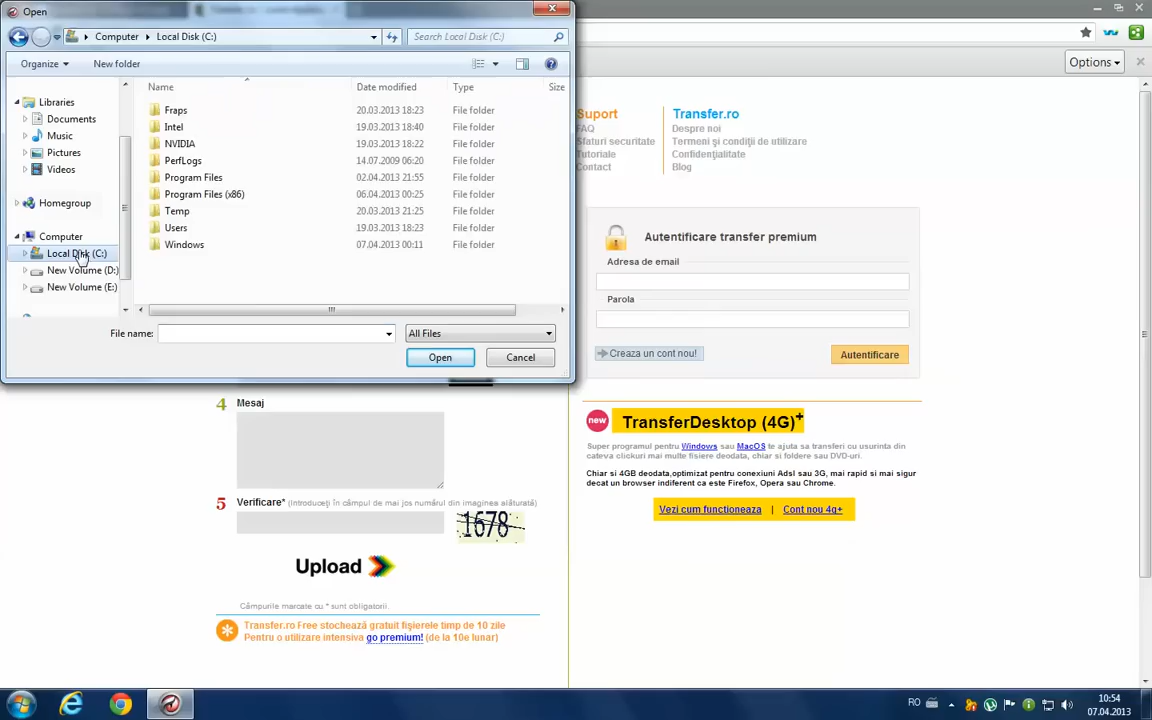 Open
Computer
Local Disk (C:)
Search Local Disk (C:)
Organize
New folder
Options
Libraries
Documents
Music
Pictures
Videos
Homegroup
Computer
Local Disk (C:)
New Volume (D:)
New Volume (E:)
Name Date modified Type Size
Fraps 20.03.2013 18:23 File folder
Intel 19.03.2013 18:40 File folder
NVIDIA 19.03.2013 18:22 File folder
PerfLogs 14.07.2009 06:20 File folder
Program Files 02.04.2013 21:55 File folder
Program Files (x86) 06.04.2013 00:25 File folder
Temp 20.03.2013 21:25 File folder
Users 19.03.2013 18:23 File folder
Windows 07.04.2013 00:11 File folder
File name:
All Files
Open Cancel
Suport
FAQ
Sfaturi securitate
Tutoriale
Contact
Transfer.ro
Despre noi
Termeni şi condiţii de utilizare
Confidenţialitate
Blog
Autentificare transfer premium
Adresa de email
Parola
Creaza un cont nou!
Autentificare
4 Mesaj
5 Verificare* (Introduceţi în câmpul de mai jos numărul din imaginea alăturată)
1678
Upload
Câmpurile marcate cu * sunt obligatorii.
Transfer.ro Free stochează gratuit fişierele timp de 10 zile
Pentru o utilizare intensiva go premium! (de la 10e lunar)
new TransferDesktop (4G)+
Super programul pentru Windows sau MacOS te ajuta sa transferi cu usurinta din
cateva clickuri mai multe fisiere deodata, chiar si foldere sau DVD-uri.
Chiar si 4GB deodata,optimizat pentru conexiuni Adsl sau 3G, mai rapid si mai sigur
decat un browser indiferent ca este Firefox, Opera sau Chrome.
Vezi cum functioneaza | Cont nou 4g+
RO
10:54
07.04.2013